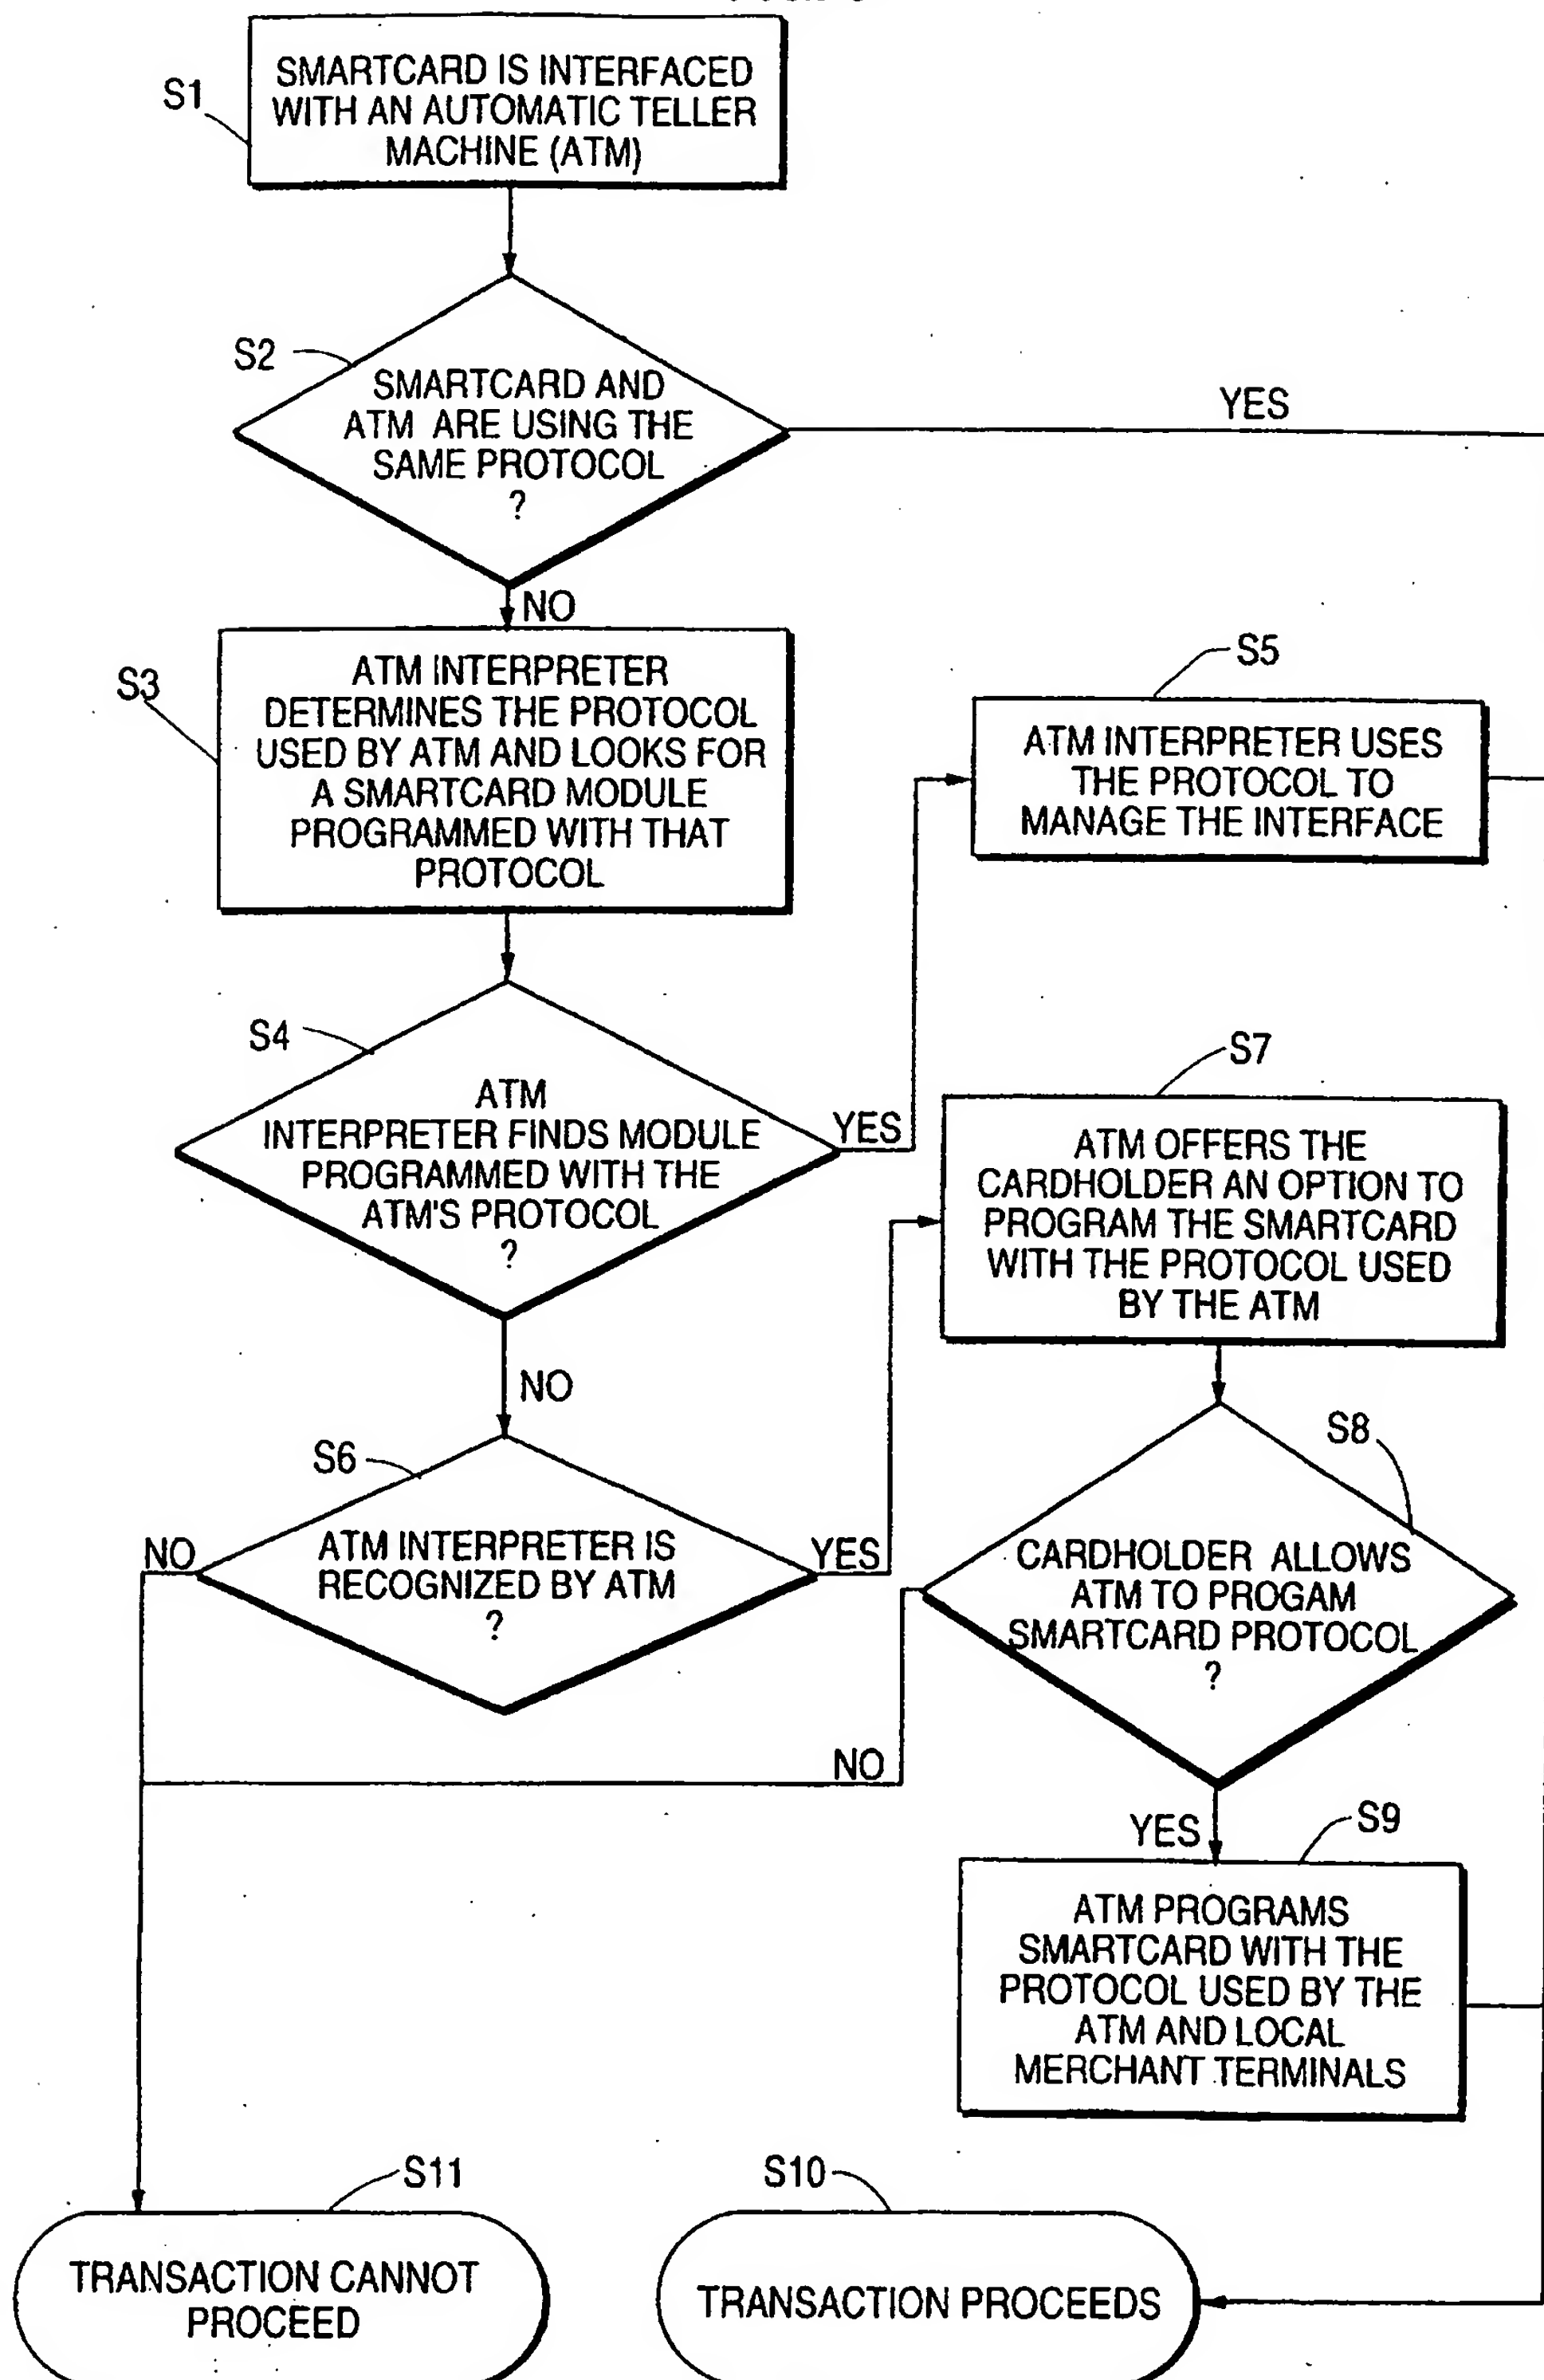 S1
SMARTCARD IS INTERFACED
WITH AN AUTOMATIC TELLER
MACHINE (ATM)
S2
SMARTCARD AND
ATM ARE USING THE
SAME PROTOCOL
?
YES
NO
S3
ATM INTERPRETER
DETERMINES THE PROTOCOL
USED BY ATM AND LOOKS FOR
A SMARTCARD MODULE
PROGRAMMED WITH THAT
PROTOCOL
S5
ATM INTERPRETER USES
THE PROTOCOL TO
MANAGE THE INTERFACE
S4
ATM
INTERPRETER FINDS MODULE
PROGRAMMED WITH THE
ATM'S PROTOCOL
?
YES
NO
S7
ATM OFFERS THE
CARDHOLDER AN OPTION TO
PROGRAM THE SMARTCARD
WITH THE PROTOCOL USED
BY THE ATM
S6
NO
ATM INTERPRETER IS
RECOGNIZED BY ATM
?
YES
S8
CARDHOLDER ALLOWS
ATM TO PROGAM
SMARTCARD PROTOCOL
?
NO
YES
S9
ATM PROGRAMS
SMARTCARD WITH THE
PROTOCOL USED BY THE
ATM AND LOCAL
MERCHANT TERMINALS
S11
TRANSACTION CANNOT
PROCEED
S10
TRANSACTION PROCEEDS